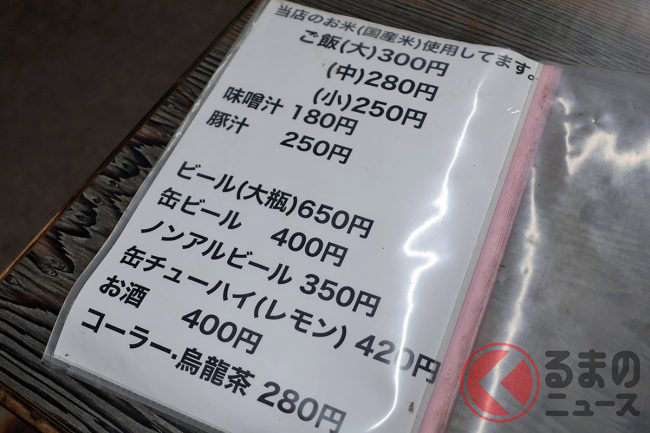 当店のお米(国産米)使用してます。
ご飯(大)300円
(中)280円
(小)250円
味噌汁 180円
豚汁 250円
ビール(大瓶)650円
缶ビール 400円
ノンアルビール 350円
缶チューハイ(レモン) 420円
お酒 400円
コーラー・烏龍茶 280円
くるまの
ニュース